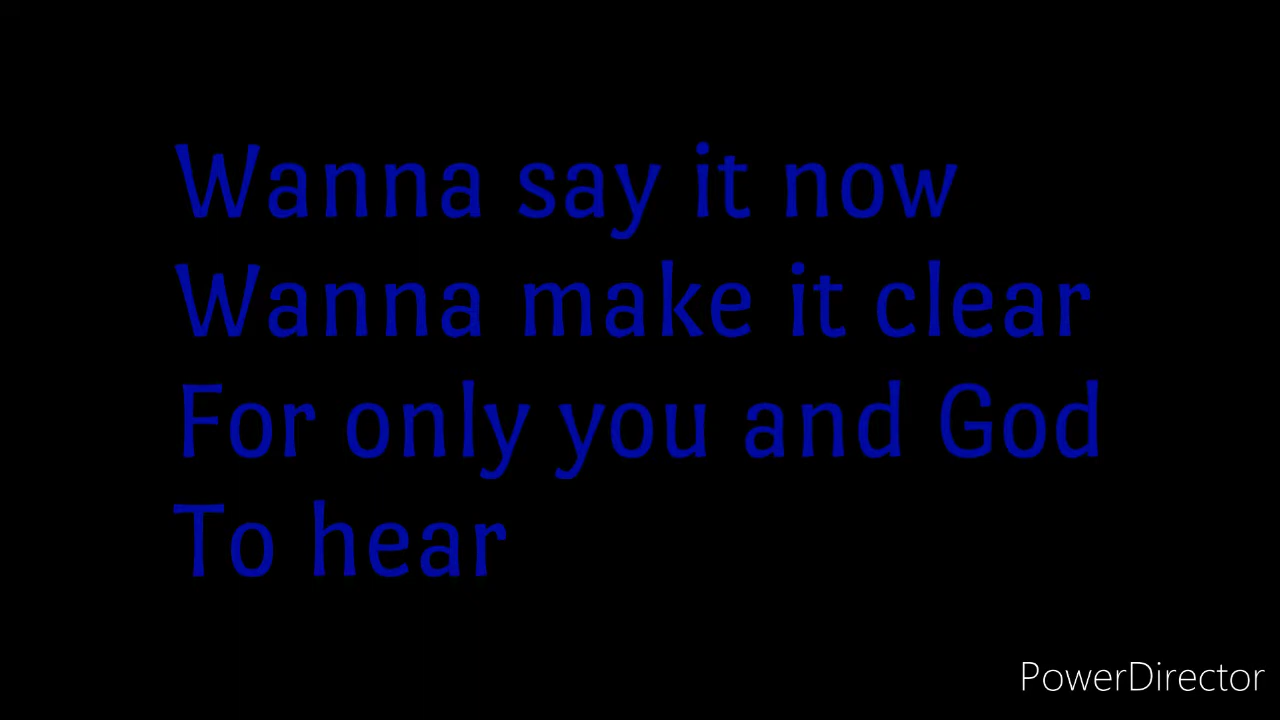 Wanna say it now
Wanna make it clear
For only you and God
To hear
PowerDirector